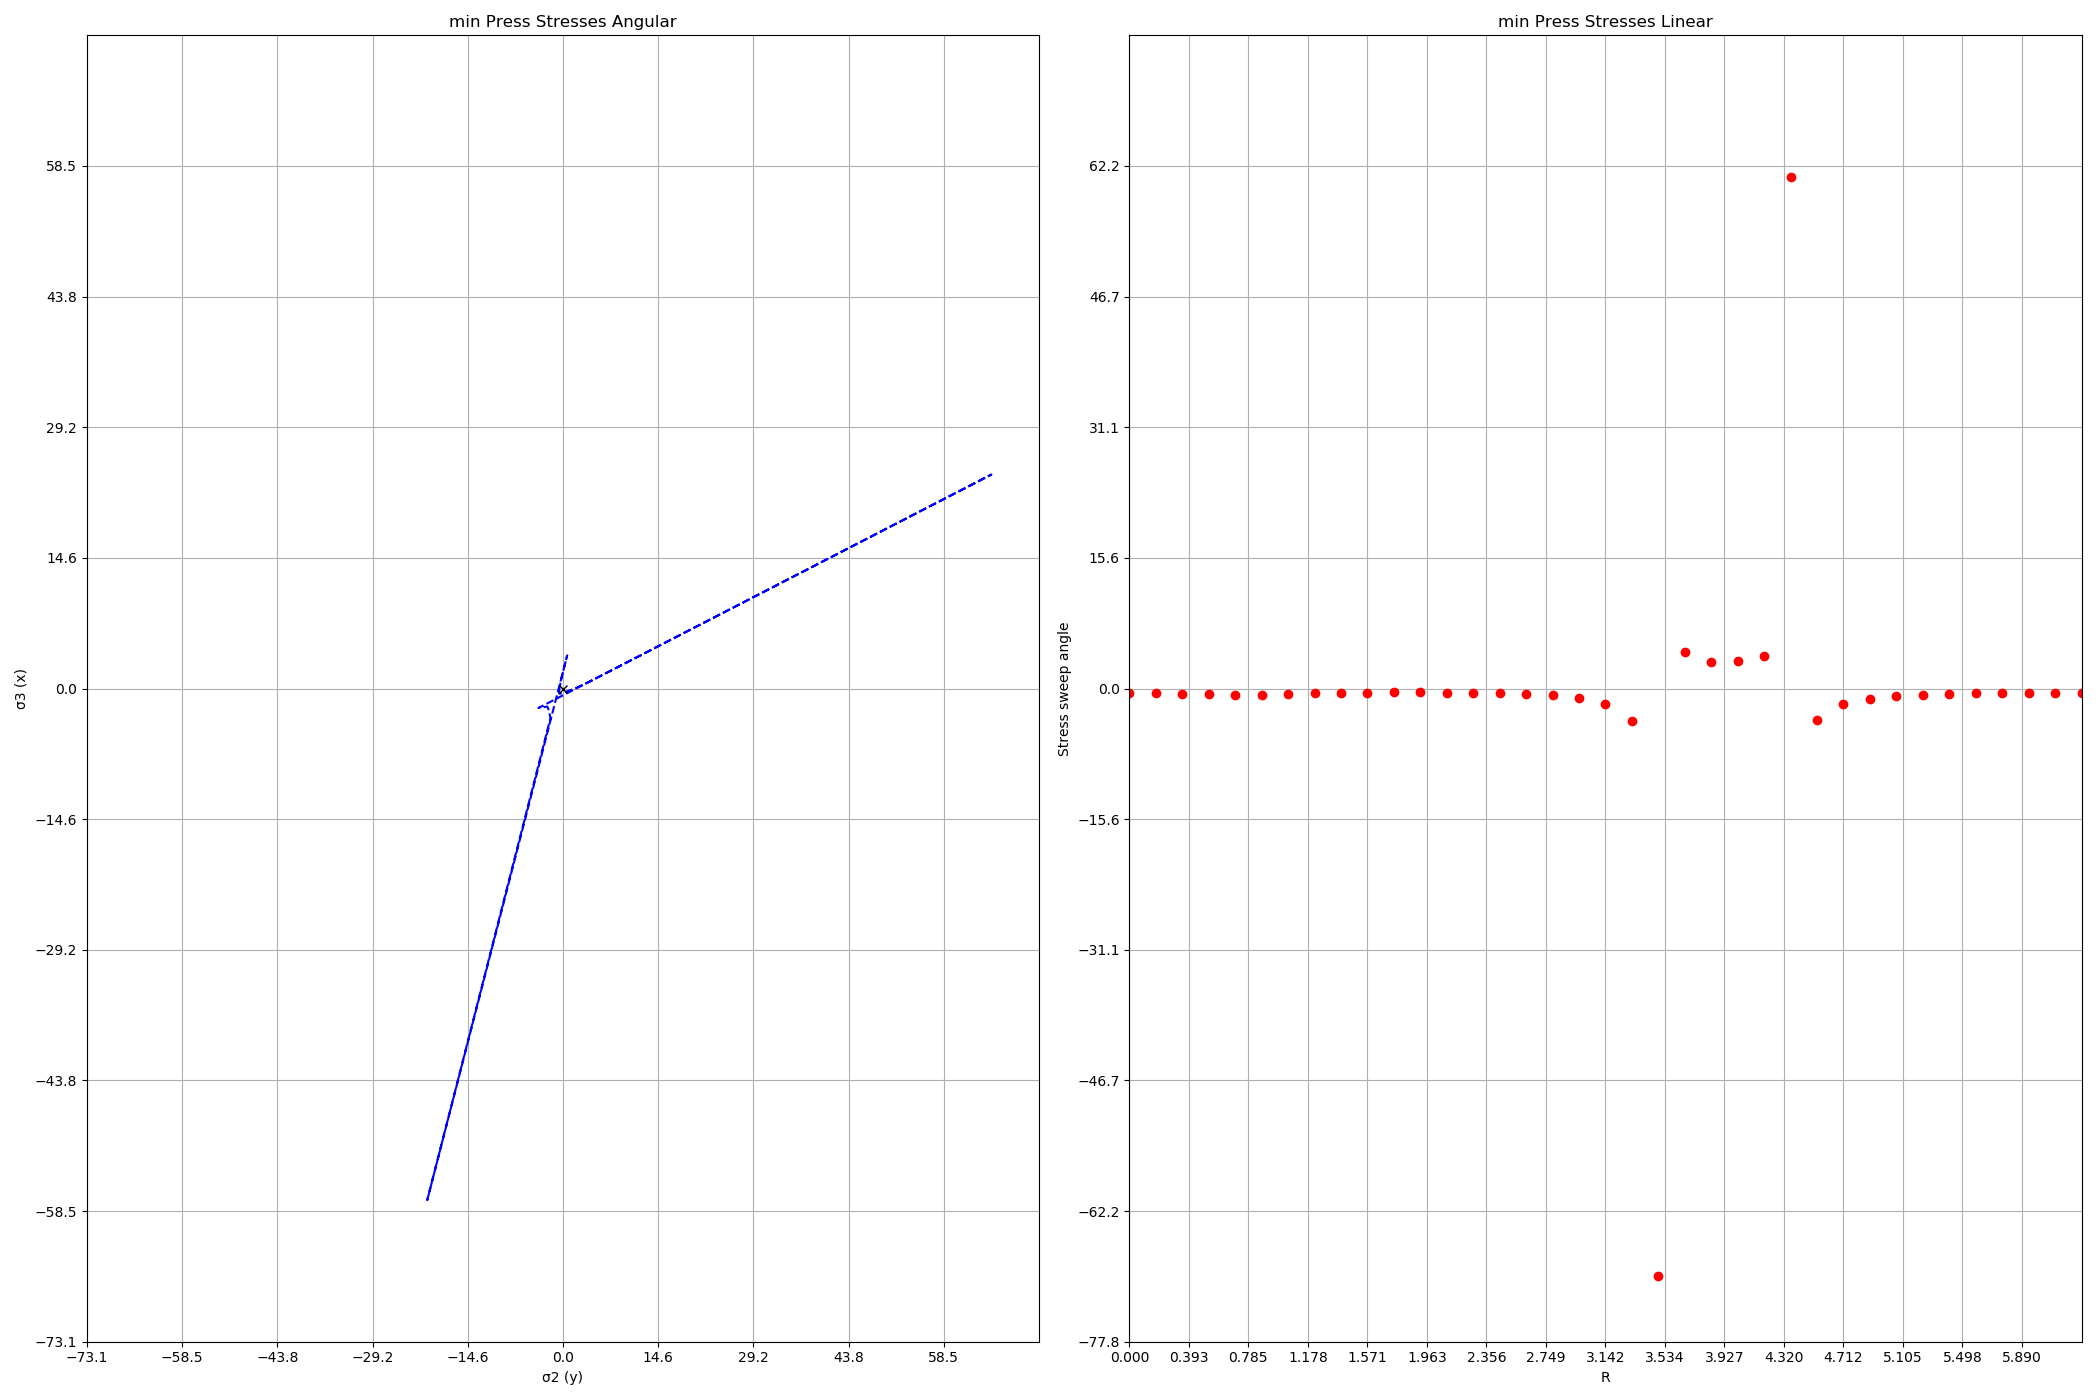 min Press Stresses Angular
58.5
43.8
29.2
14.6
0.0
−14.6
−29.2
−43.8
−58.5
−73.1
σ3 (x)
−73.1 −58.5 −43.8 −29.2 −14.6 0.0 14.6 29.2 43.8 58.5
σ2 (y)
min Press Stresses Linear
62.2
46.7
31.1
15.6
0.0
−15.6
−31.1
−46.7
−62.2
−77.8
Stress sweep angle
0.000 0.393 0.785 1.178 1.571 1.963 2.356 2.749 3.142 3.534 3.927 4.320 4.712 5.105 5.498 5.890
R